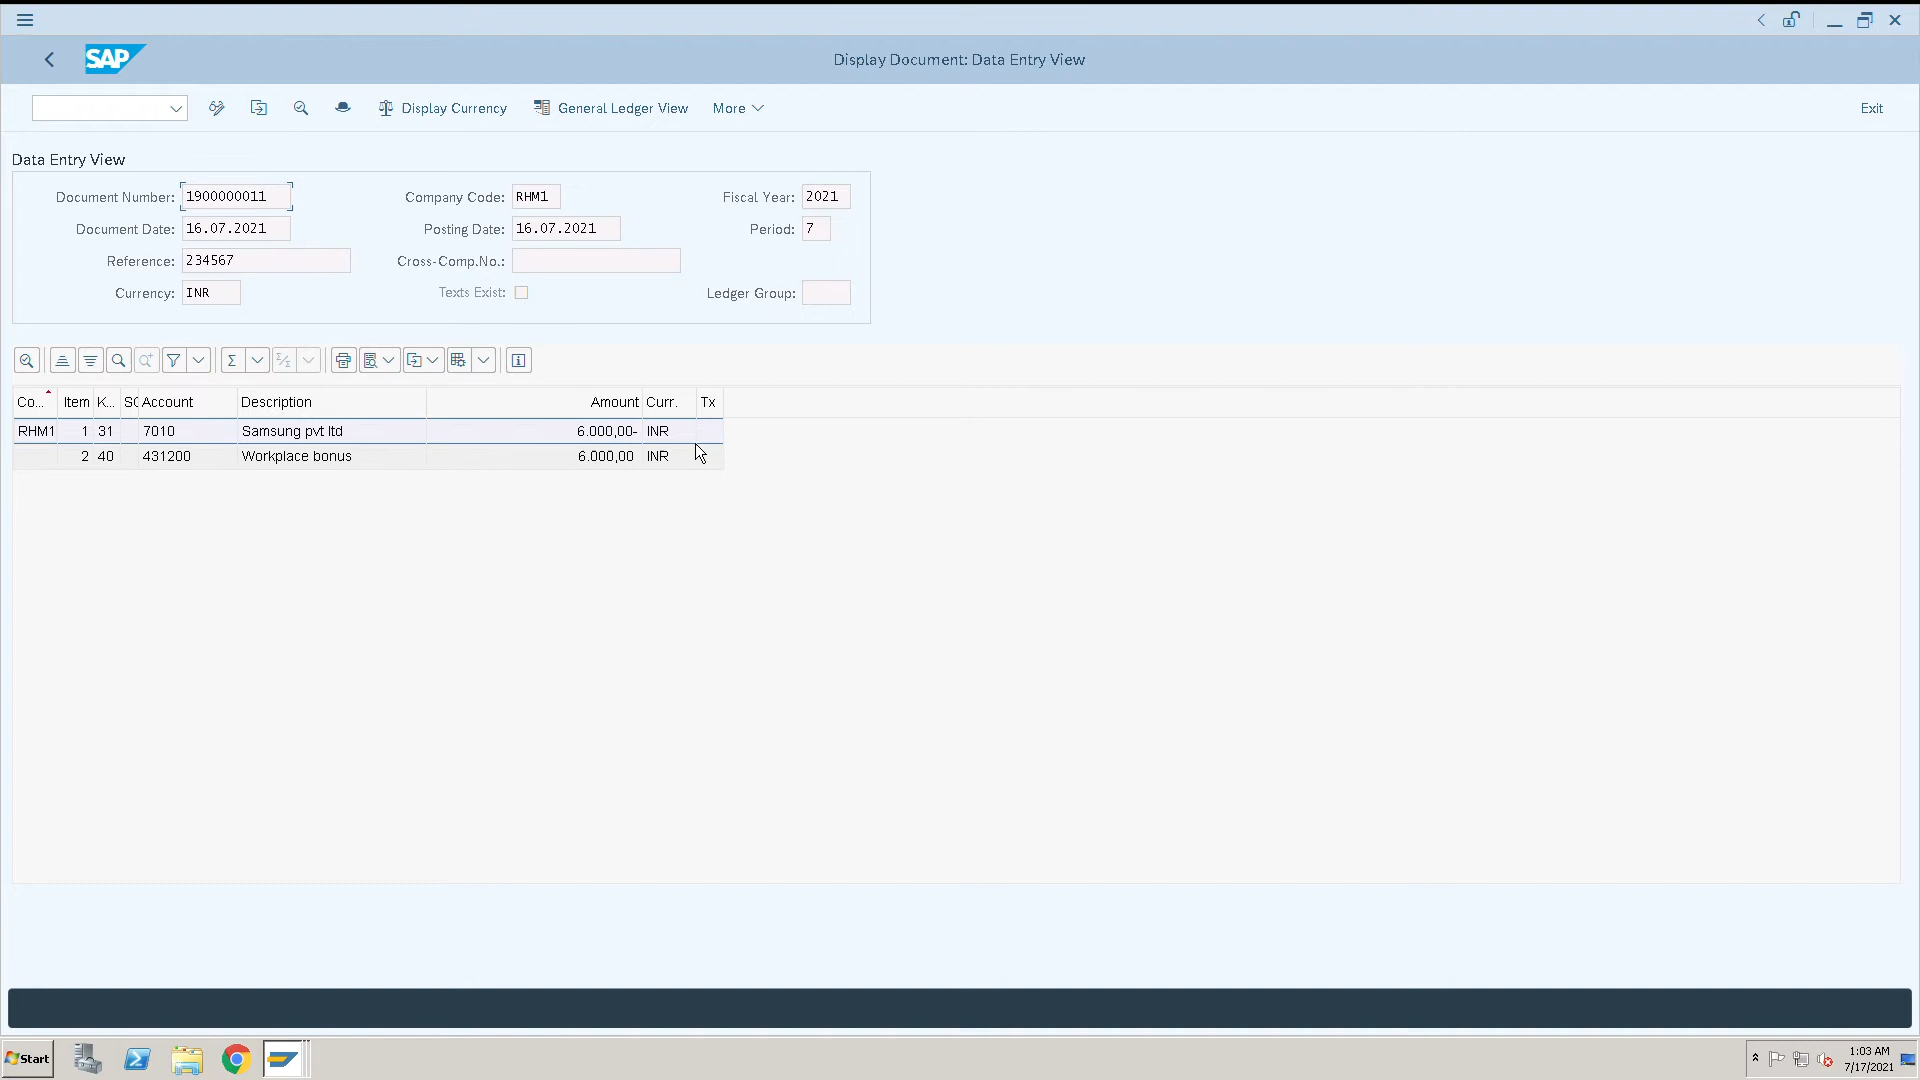 SAP
Display Document: Data Entry View
Display Currency
General Ledger View
More
Exit
Data Entry View
Document Number: 1900000011 Company Code: RHM1 Fiscal Year: 2021
Document Date: 16.07.2021 Posting Date: 16.07.2021 Period: 7
Reference: 234567 Cross-Comp.No.:
Currency: INR Texts Exist: Ledger Group:
Co... Item K... SC Account Description Amount Curr. Tx
RHM1 1 31 7010 Samsung pvt ltd 6.000,00- INR
2 40 431200 Workplace bonus 6.000,00 INR
Start
1:03 AM
7/17/2021